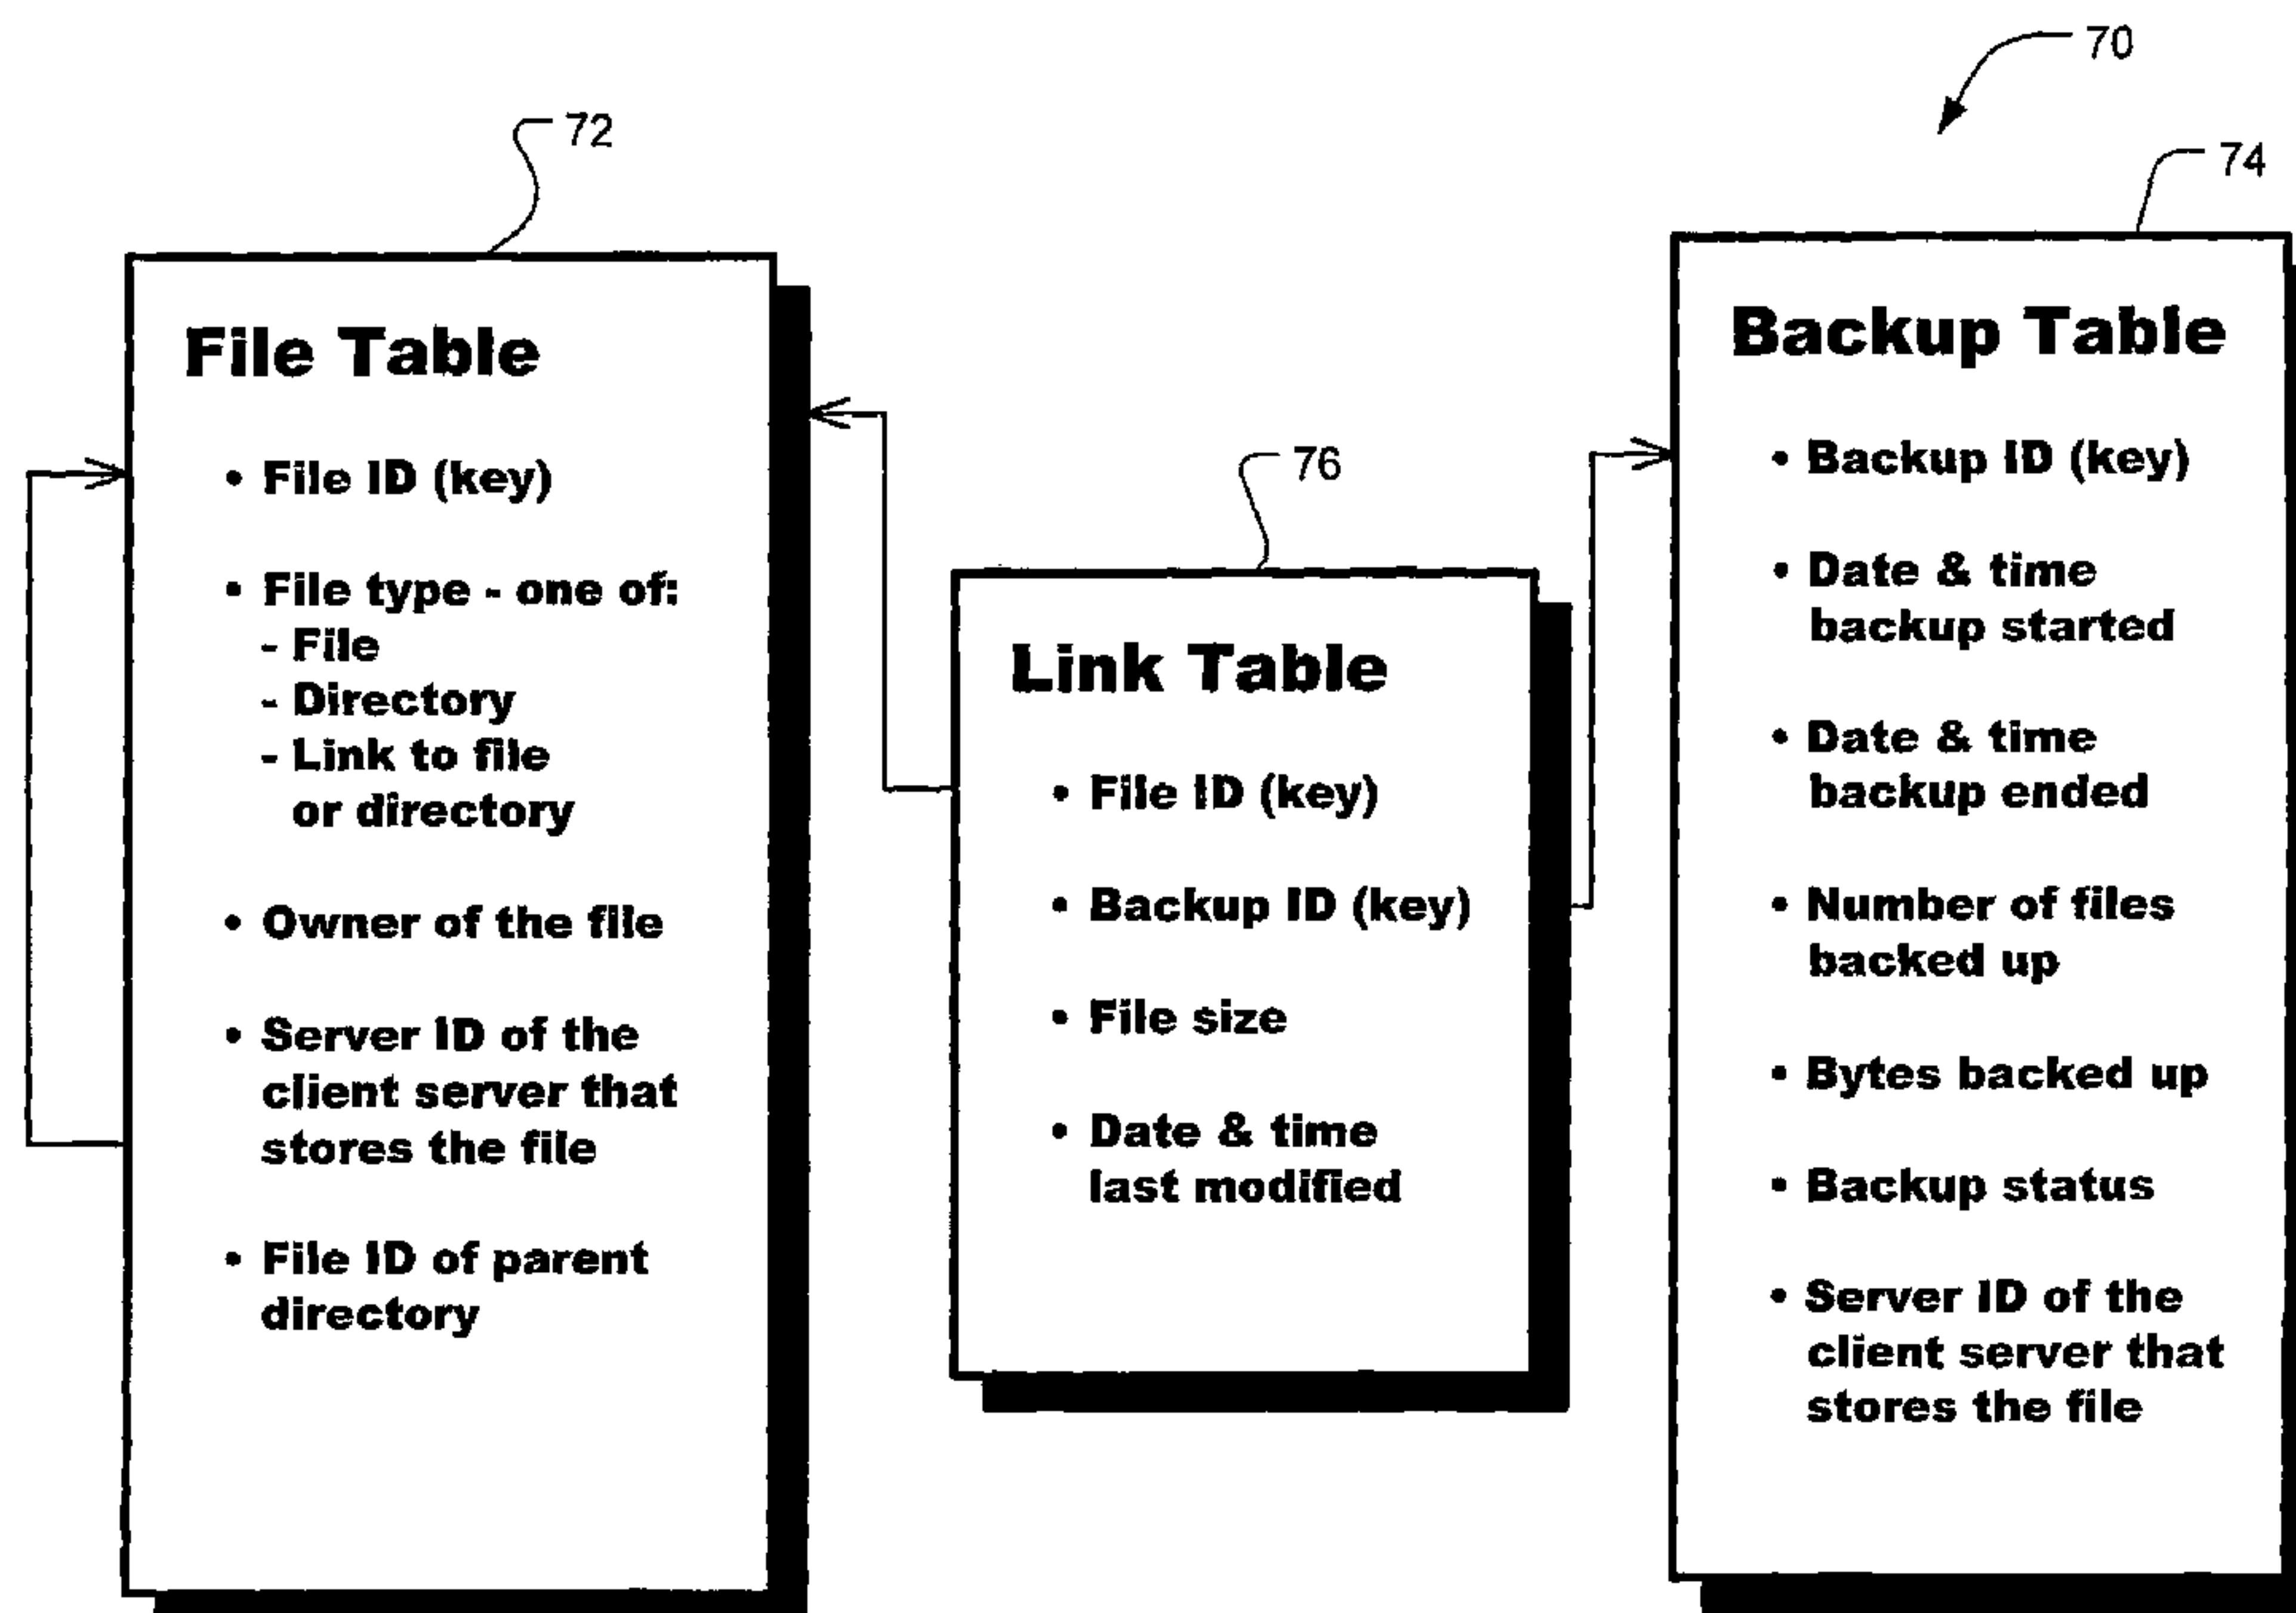 70
72
74
File Table
• File ID (key)
• File type - one of:
- File
- Directory
- Link to file
or directory
• Owner of the file
• Server ID of the
client server that
stores the file
• File ID of parent
directory
76
Link Table
• File ID (key)
• Backup ID (key)
• File size
• Date & time
last modified
Backup Table
• Backup ID (key)
• Date & time
backup started
• Date & time
backup ended
• Number of files
backed up
• Bytes backed up
• Backup status
• Server ID of the
client server that
stores the file